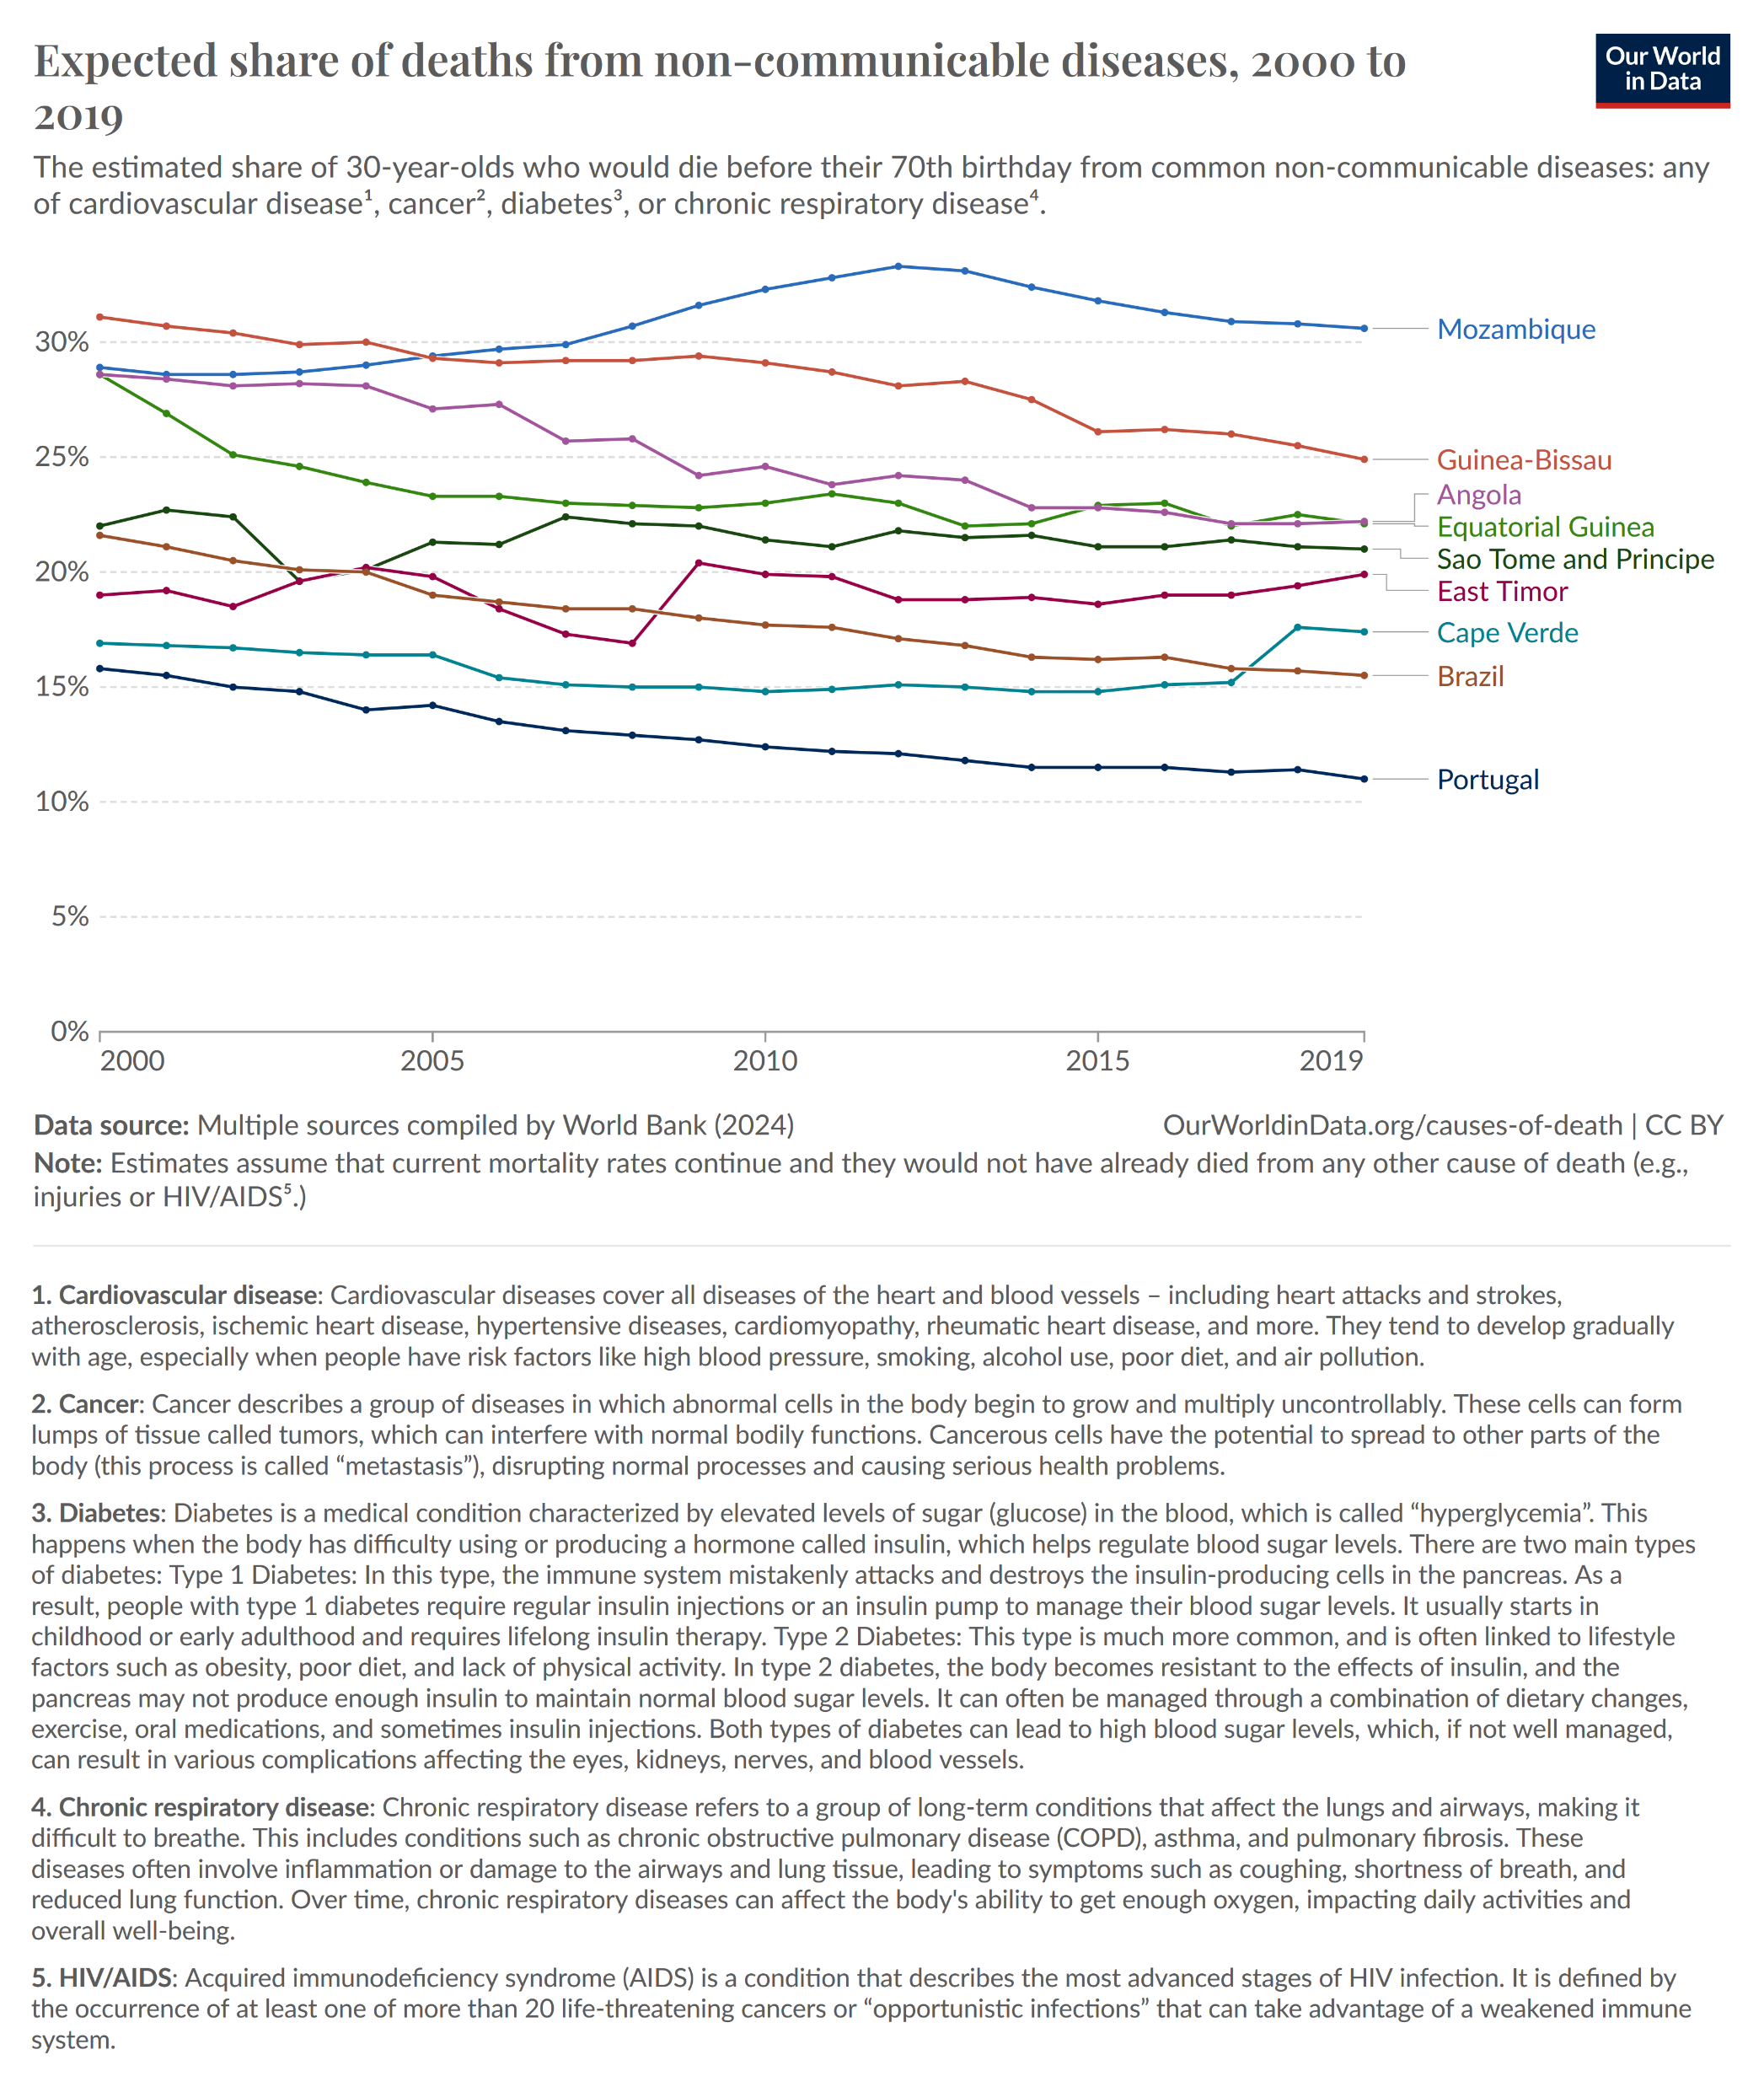 Expected share of deaths from non-communicable diseases, 2000 to
2019
Our World
in Data
The estimated share of 30-year-olds who would die before their 70th birthday from common non-communicable diseases: any
of cardiovascular disease¹, cancer², diabetes³, or chronic respiratory disease⁴.
30%
25%
20%
15%
10%
5%
0%
Mozambique
Guinea-Bissau
Angola
Equatorial Guinea
Sao Tome and Principe
East Timor
Cape Verde
Brazil
Portugal
2000
2005
2010
2015
2019
Data source: Multiple sources compiled by World Bank (2024)
OurWorldinData.org/causes-of-death | CC BY
Note: Estimates assume that current mortality rates continue and they would not have already died from any other cause of death (e.g.,
injuries or HIV/AIDS⁵.)
1. Cardiovascular disease: Cardiovascular diseases cover all diseases of the heart and blood vessels – including heart attacks and strokes,
atherosclerosis, ischemic heart disease, hypertensive diseases, cardiomyopathy, rheumatic heart disease, and more. They tend to develop gradually
with age, especially when people have risk factors like high blood pressure, smoking, alcohol use, poor diet, and air pollution.
2. Cancer: Cancer describes a group of diseases in which abnormal cells in the body begin to grow and multiply uncontrollably. These cells can form
lumps of tissue called tumors, which can interfere with normal bodily functions. Cancerous cells have the potential to spread to other parts of the
body (this process is called “metastasis”), disrupting normal processes and causing serious health problems.
3. Diabetes: Diabetes is a medical condition characterized by elevated levels of sugar (glucose) in the blood, which is called “hyperglycemia”. This
happens when the body has difficulty using or producing a hormone called insulin, which helps regulate blood sugar levels. There are two main types
of diabetes: Type 1 Diabetes: In this type, the immune system mistakenly attacks and destroys the insulin-producing cells in the pancreas. As a
result, people with type 1 diabetes require regular insulin injections or an insulin pump to manage their blood sugar levels. It usually starts in
childhood or early adulthood and requires lifelong insulin therapy. Type 2 Diabetes: This type is much more common, and is often linked to lifestyle
factors such as obesity, poor diet, and lack of physical activity. In type 2 diabetes, the body becomes resistant to the effects of insulin, and the
pancreas may not produce enough insulin to maintain normal blood sugar levels. It can often be managed through a combination of dietary changes,
exercise, oral medications, and sometimes insulin injections. Both types of diabetes can lead to high blood sugar levels, which, if not well managed,
can result in various complications affecting the eyes, kidneys, nerves, and blood vessels.
4. Chronic respiratory disease: Chronic respiratory disease refers to a group of long-term conditions that affect the lungs and airways, making it
difficult to breathe. This includes conditions such as chronic obstructive pulmonary disease (COPD), asthma, and pulmonary fibrosis. These
diseases often involve inflammation or damage to the airways and lung tissue, leading to symptoms such as coughing, shortness of breath, and
reduced lung function. Over time, chronic respiratory diseases can affect the body's ability to get enough oxygen, impacting daily activities and
overall well-being.
5. HIV/AIDS: Acquired immunodeficiency syndrome (AIDS) is a condition that describes the most advanced stages of HIV infection. It is defined by
the occurrence of at least one of more than 20 life-threatening cancers or “opportunistic infections” that can take advantage of a weakened immune
system.